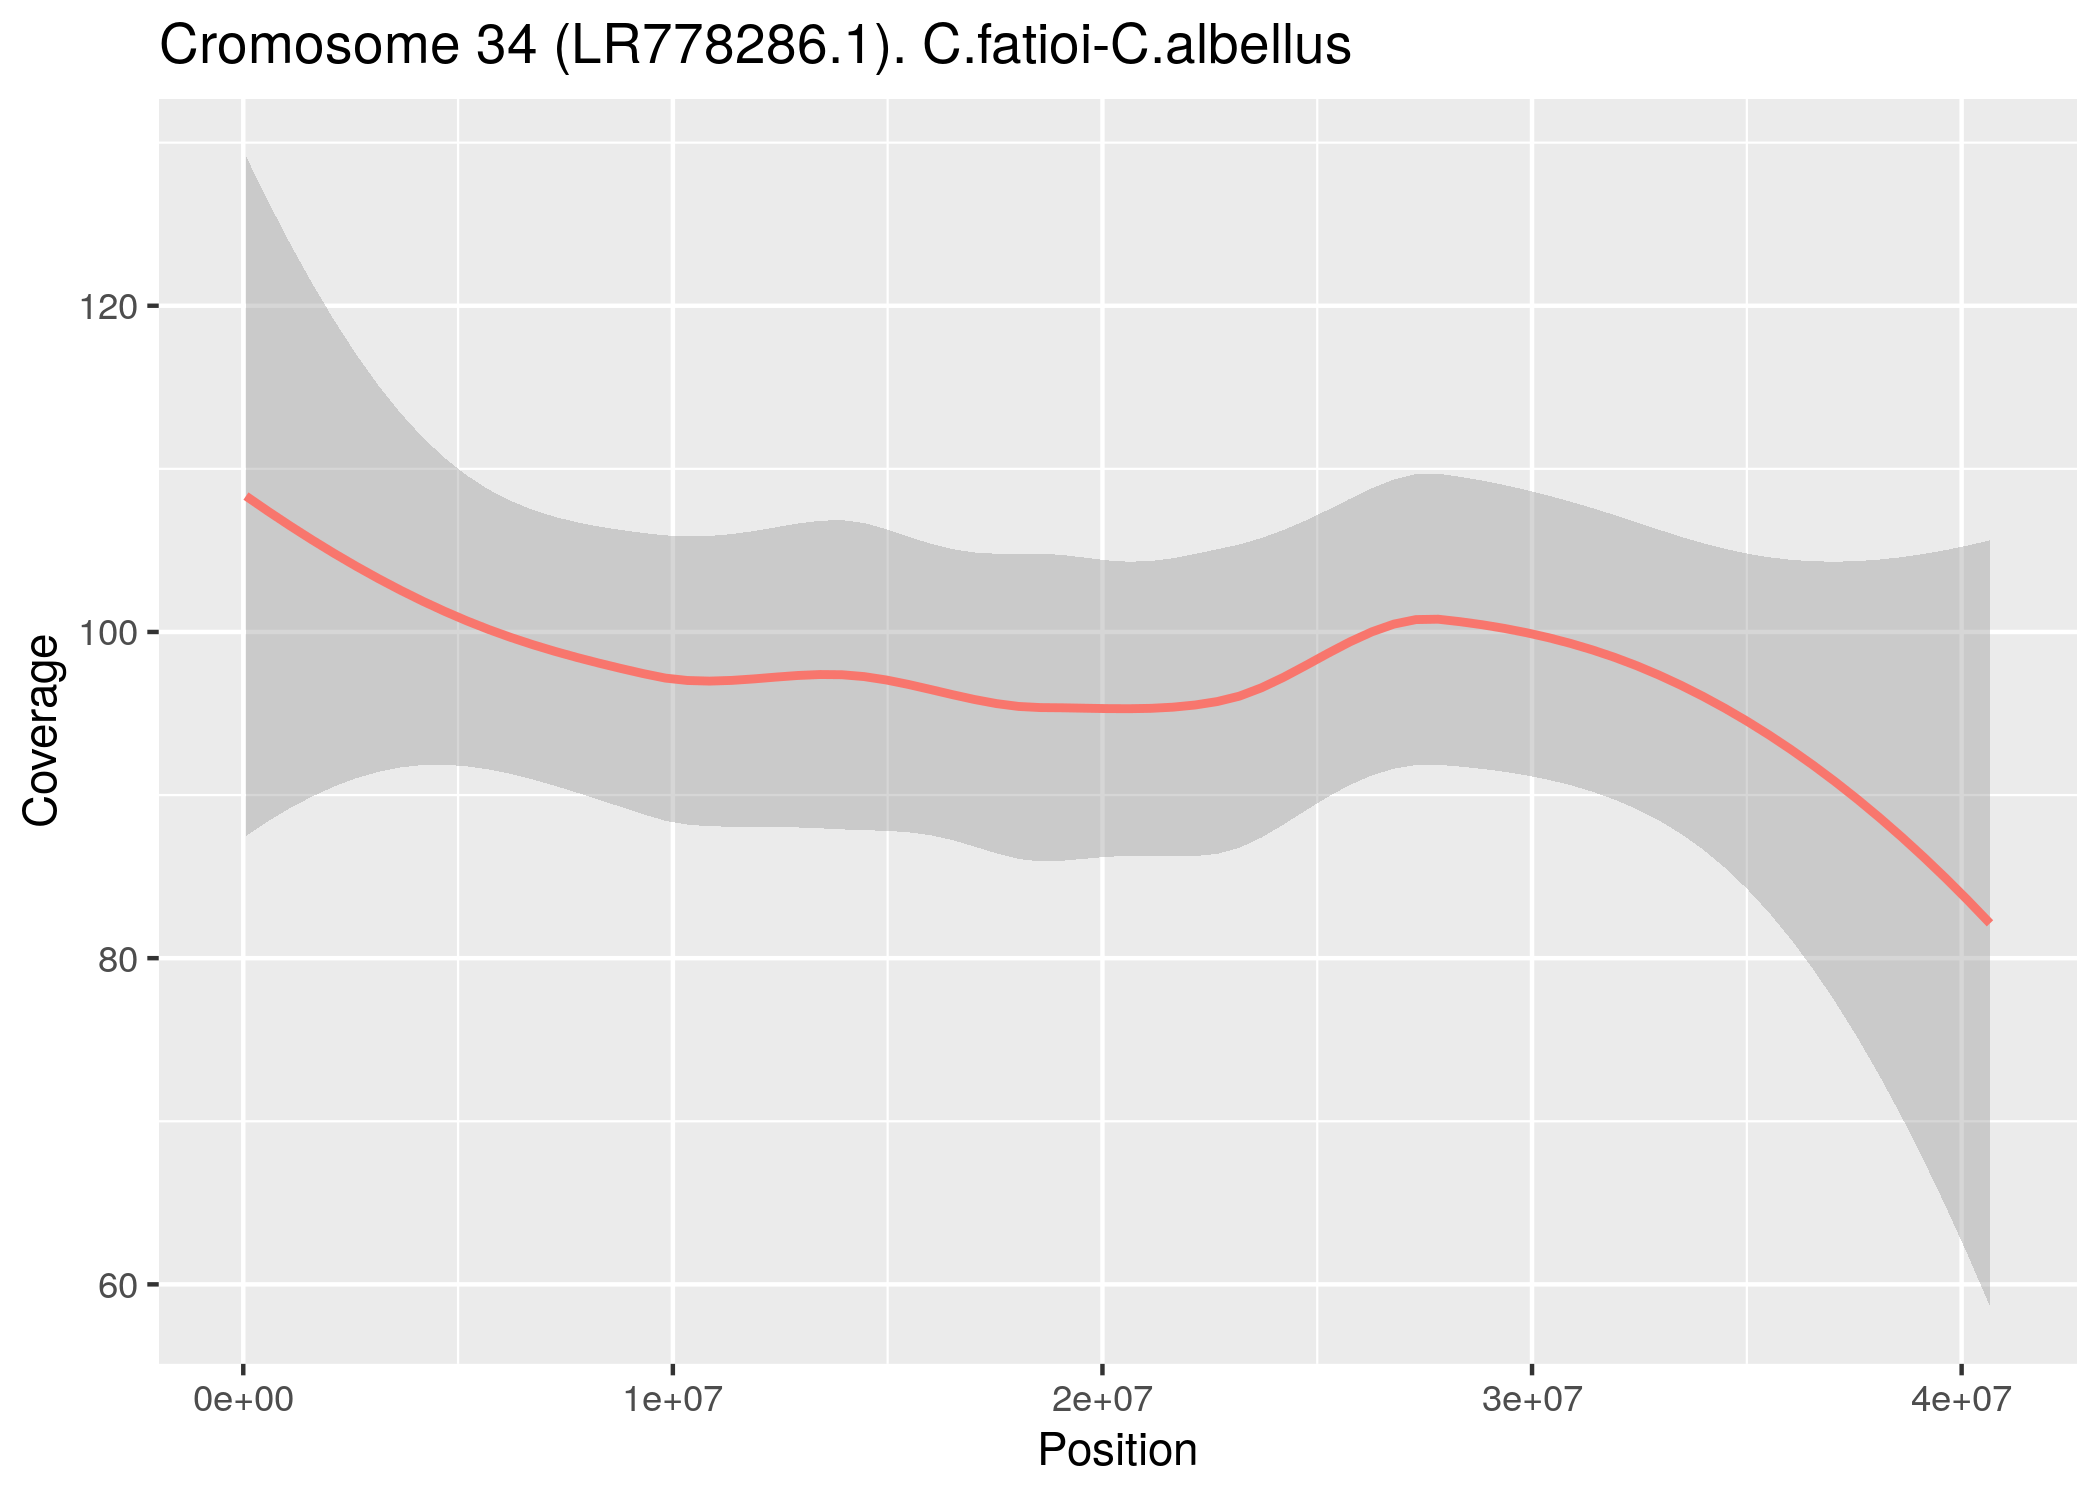 Cromosome 34 (LR778286.1). C.fatioi-C.albellus
120
100
80
60
Coverage
0e+00 1e+07 2e+07 3e+07 4e+07
Position